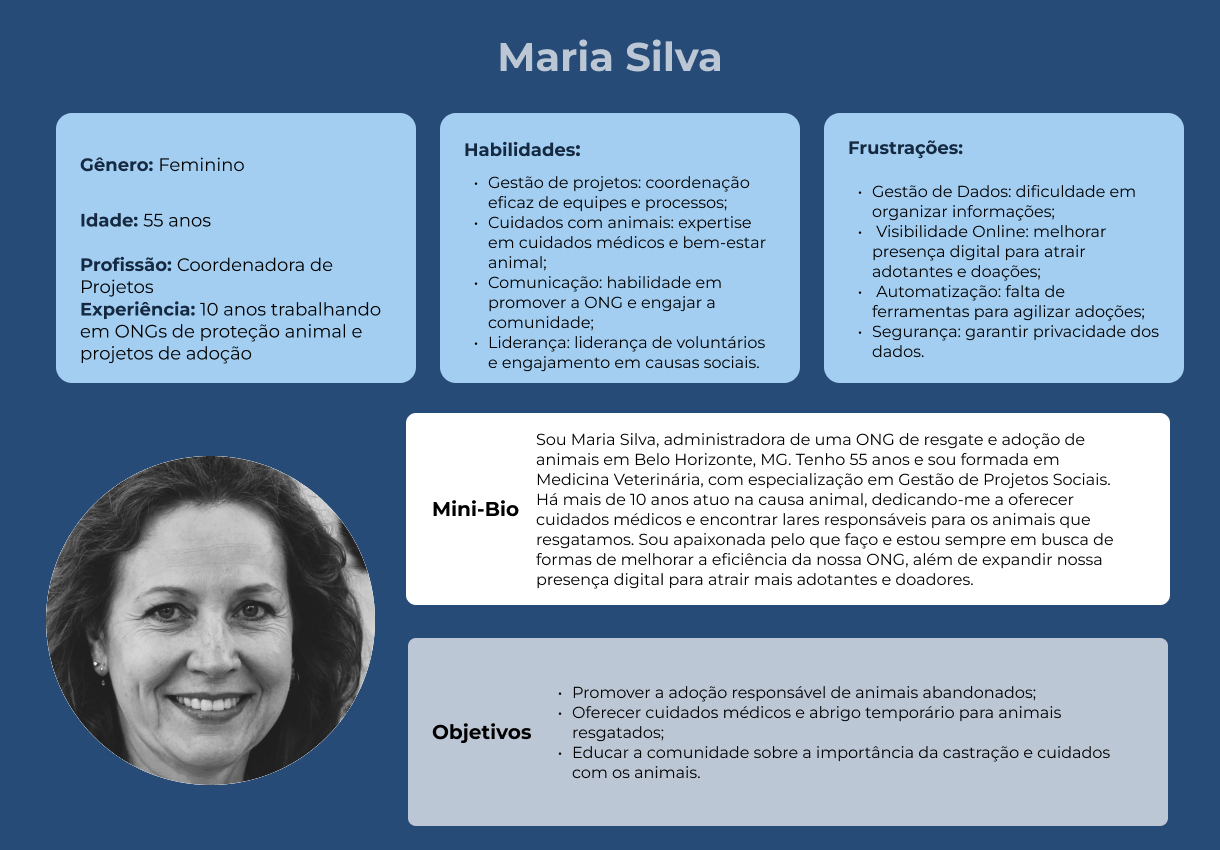 Maria Silva
Gênero: Feminino
Idade: 55 anos
Profissão: Coordenadora de
Projetos
Experiência: 10 anos trabalhando
em ONGs de proteção animal e
projetos de adoção
Habilidades:
• Gestão de projetos: coordenação
eficaz de equipes e processos;
• Cuidados com animais: expertise
em cuidados médicos e bem-estar
animal;
• Comunicação: habilidade em
promover a ONG e engajar a
comunidade;
• Liderança: liderança de voluntários
e engajamento em causas sociais.
Frustrações:
• Gestão de Dados: dificuldade em
organizar informações;
• Visibilidade Online: melhorar
presença digital para atrair
adotantes e doações;
• Automatização: falta de
ferramentas para agilizar adoções;
• Segurança: garantir privacidade dos
dados.
Mini-Bio
Sou Maria Silva, administradora de uma ONG de resgate e adoção de
animais em Belo Horizonte, MG. Tenho 55 anos e sou formada em
Medicina Veterinária, com especialização em Gestão de Projetos Sociais.
Há mais de 10 anos atuo na causa animal, dedicando-me a oferecer
cuidados médicos e encontrar lares responsáveis para os animais que
resgatamos. Sou apaixonada pelo que faço e estou sempre em busca de
formas de melhorar a eficiência da nossa ONG, além de expandir nossa
presença digital para atrair mais adotantes e doadores.
Objetivos
• Promover a adoção responsável de animais abandonados;
• Oferecer cuidados médicos e abrigo temporário para animais
resgatados;
• Educar a comunidade sobre a importância da castração e cuidados
com os animais.